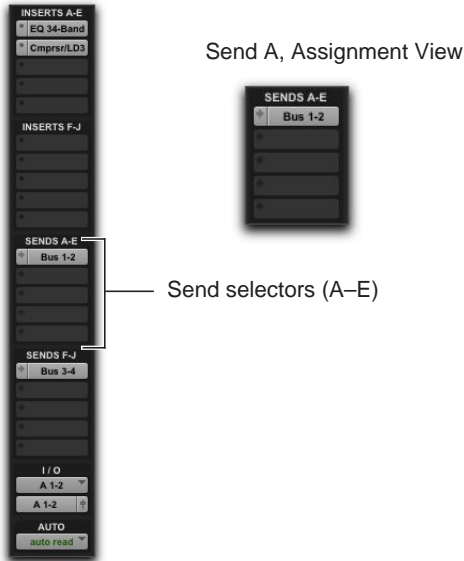 INSERTS A-E
EQ 34-Band
Cmprsr/LD3
INSERTS F-J
SENDS A-E
Bus 1-2
SENDS F-J
Bus 3-4
I / O
A 1-2
A 1-2
AUTO
auto read
Send A, Assignment View
SENDS A-E
Bus 1-2
Send selectors (A–E)